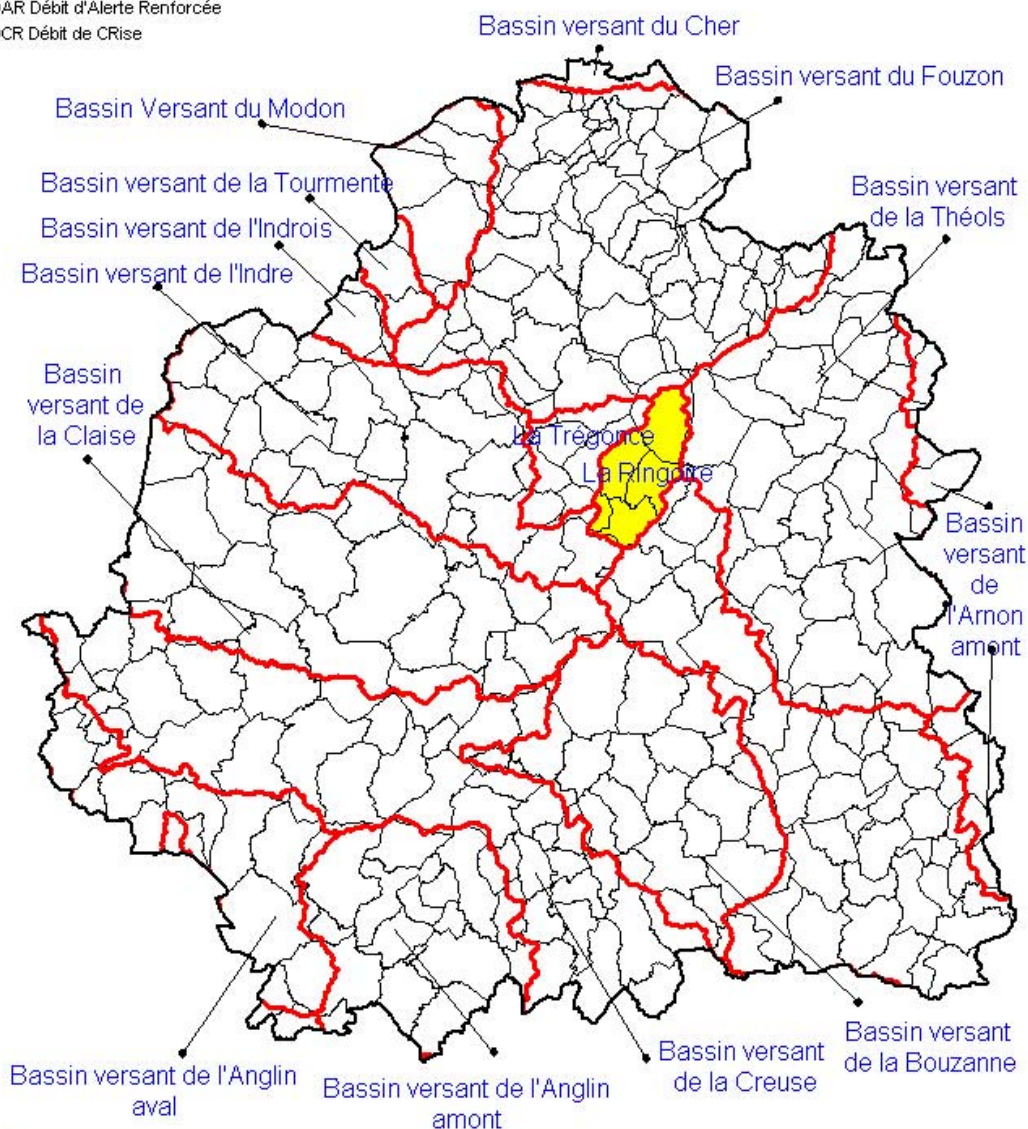 AR Débit d'Alerte Renforcée
CR Débit de CRise
Bassin versant du Cher
Bassin versant du Fouzon
Bassin Versant du Modon
Bassin versant de la Tourmente
Bassin versant
de la Théols
Bassin versant de l'Indrois
Bassin versant de l'Indre
Bassin
versant de
la Claise
La Trégonce
La Ringoire
Bassin
versant
de
l'Arnon
amont
Bassin versant
de la Bouzanne
Bassin versant
de la Creuse
Bassin versant de l'Anglin
aval
Bassin versant de l'Anglin
amont